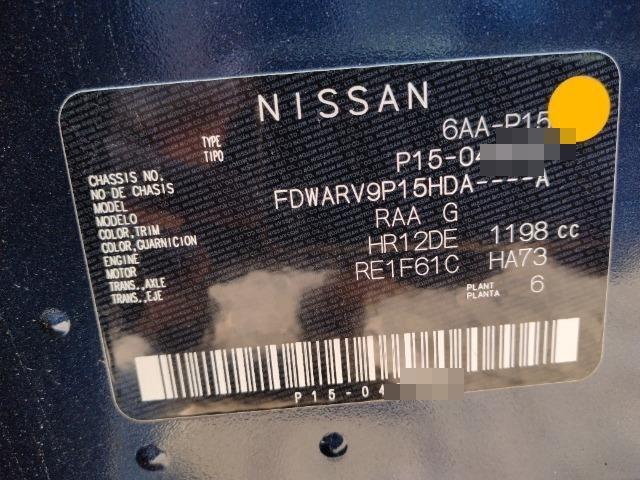 NISSAN
TYPE 6AA-P15
TIPO
CHASSIS NO. P15-04
NO DE CHASIS
MODEL FDWARV9P15HDA----A
MODELO
COLOR,TRIM RAA G
COLOR,GUARNICION
ENGINE HR12DE 1198 cc
MOTOR
TRANS.,AXLE RE1F61C HA73
TRANS.,EJE
PLANT 6
PLANTA
P15-04